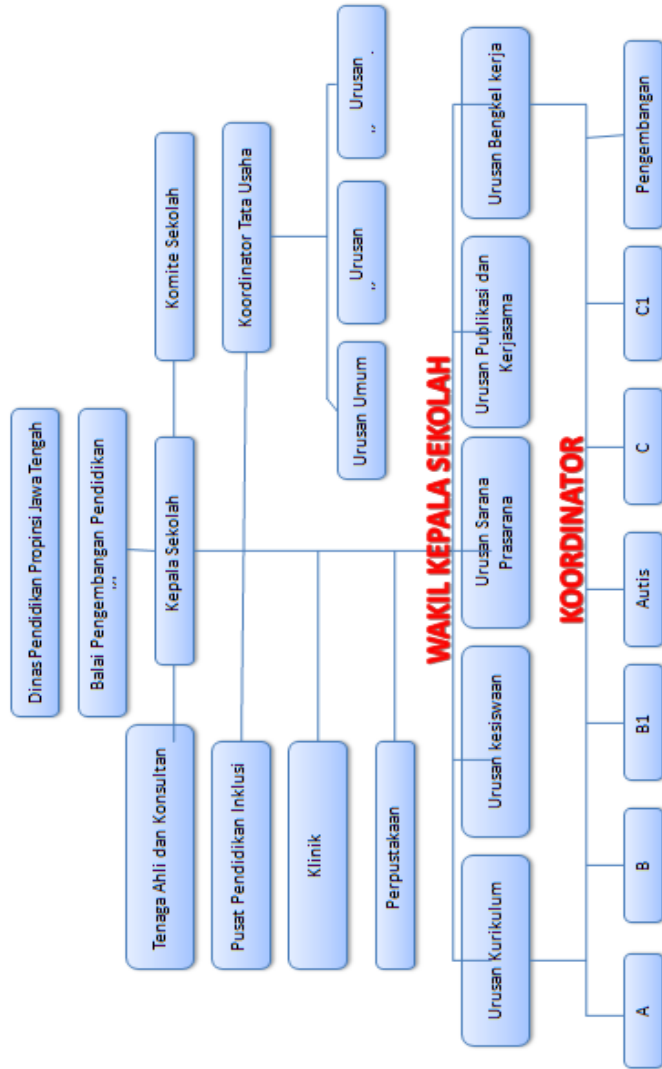 Dinas Pendidikan Propinsi Jawa Tengah
Balai Pengembangan Pendidikan
Tenaga Ahli dan Konsultan
Kepala Sekolah
Komite Sekolah
Pusat Pendidikan Inklusi
Koordinator Tata Usaha
Klinik
Urusan Umum
Urusan
Urusan
Perpustakaan
WAKIL KEPALA SEKOLAH
Urusan Kurikulum
Urusan kesiswaan
Urusan Sarana
Prasarana
Urusan Publikasi dan
Kerjasama
Urusan Bengkel kerja
KOORDINATOR
A
B
B1
Autis
C
C1
Pengembangan